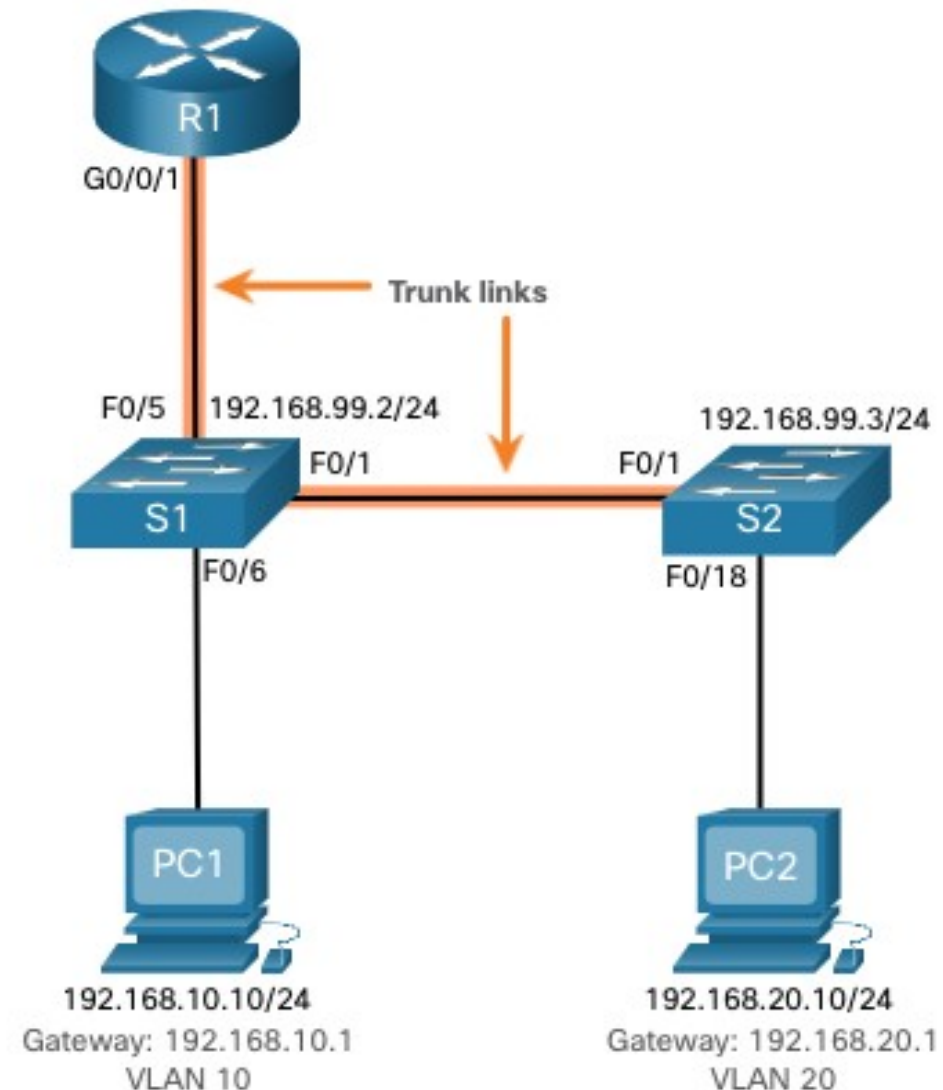 R1
G0/0/1
Trunk links
F0/5
192.168.99.2/24
192.168.99.3/24
F0/1
F0/1
S1
S2
F0/6
F0/18
PC1
PC2
192.168.10.10/24
Gateway: 192.168.10.1
VLAN 10
192.168.20.10/24
Gateway: 192.168.20.1
VLAN 20